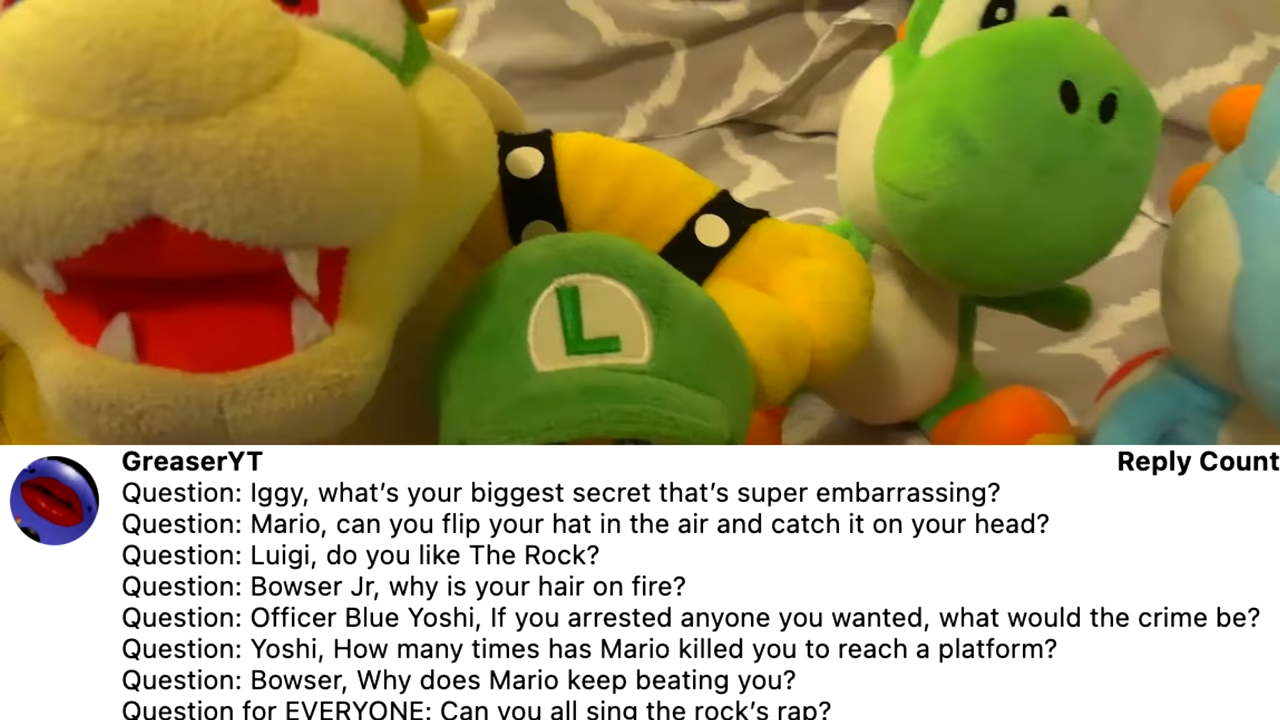 L
GreaserYT
Reply Count
Question: Iggy, what’s your biggest secret that’s super embarrassing?
Question: Mario, can you flip your hat in the air and catch it on your head?
Question: Luigi, do you like The Rock?
Question: Bowser Jr, why is your hair on fire?
Question: Officer Blue Yoshi, If you arrested anyone you wanted, what would the crime be?
Question: Yoshi, How many times has Mario killed you to reach a platform?
Question: Bowser, Why does Mario keep beating you?
Question for EVERYONE: Can you all sing the rock’s rap?